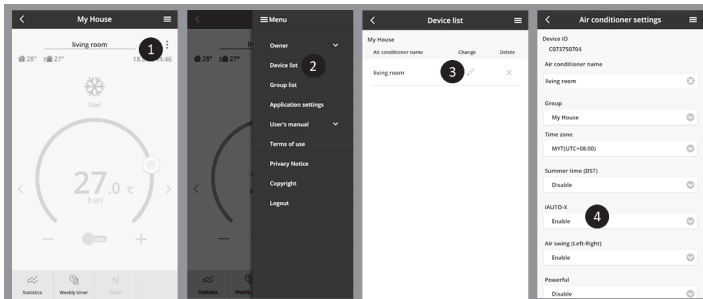 My House
living room
1
28° 27° 18. 14:46
Cool
27.0 °c
SET
Statistics Weekly timer
Menu
Owner
Device list 2
Group list
Application settings
User's manual
Terms of use
Privacy Notice
Copyright
Logout
28° 27°
Statistics
Device list
My House
Air conditioner name Change Delete
living room 3
Air conditioner settings
Device ID
C073750704
Air conditioner name
living room
Group
My House
Time zone
MYT(UTC+08:00)
Summer time (DST)
Disable
iAUTO-X
Enable 4
Air swing (Left-Right)
Enable
Powerful
Disable